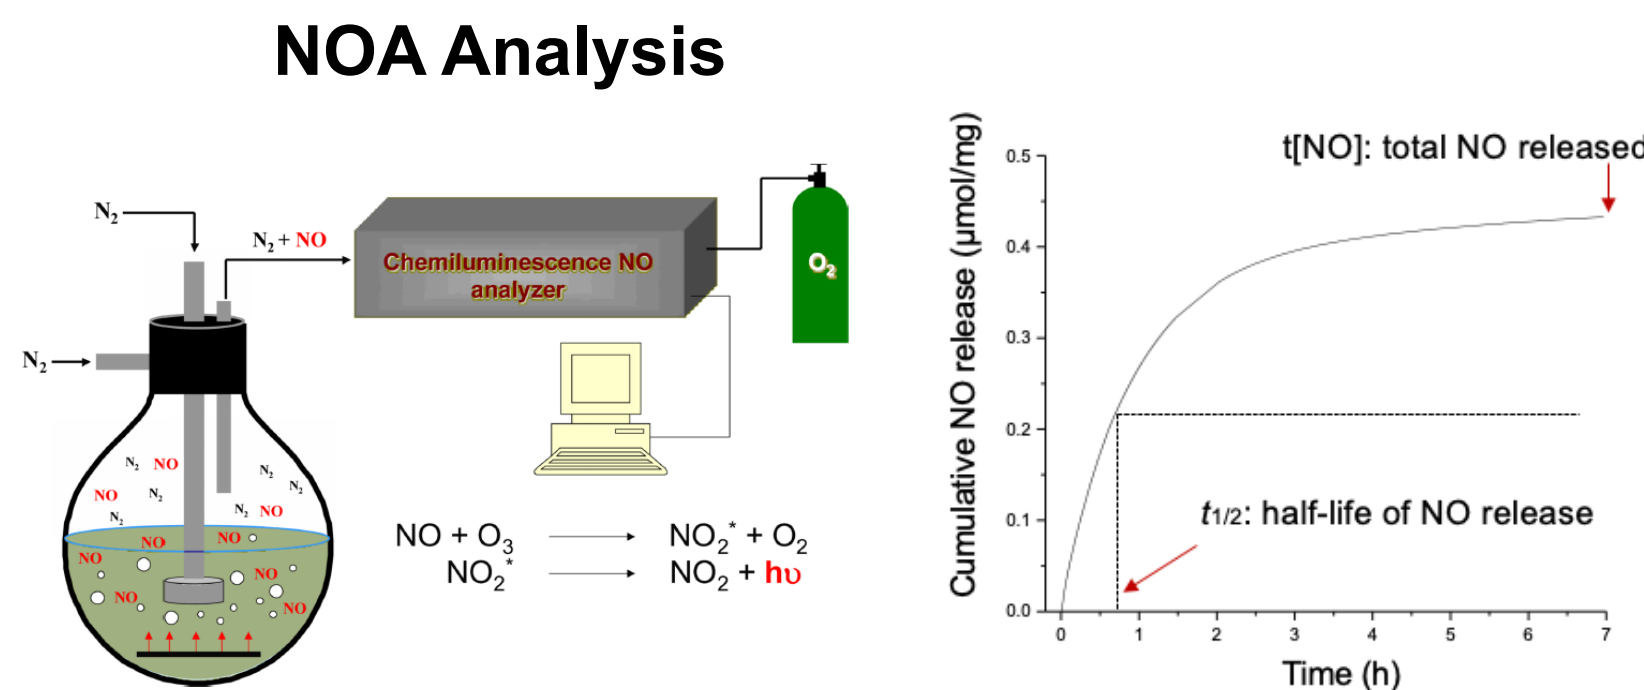 NOA Analysis
N₂
N₂ + NO
Chemiluminescence NO
analyzer
O₂
N₂
N₂ NO N₂
NO N₂ N₂
N₂ N₂ NO
NO NO
NO
NO
NO NO
NO + O₃ → NO₂* + O₂
NO₂* → NO₂ + hυ
Cumulative NO release (μmol/mg)
t[NO]: total NO released
0.5
0.4
0.3
0.2
0.1
0.0
t1/2: half-life of NO release
0 1 2 3 4 5 6 7
Time (h)